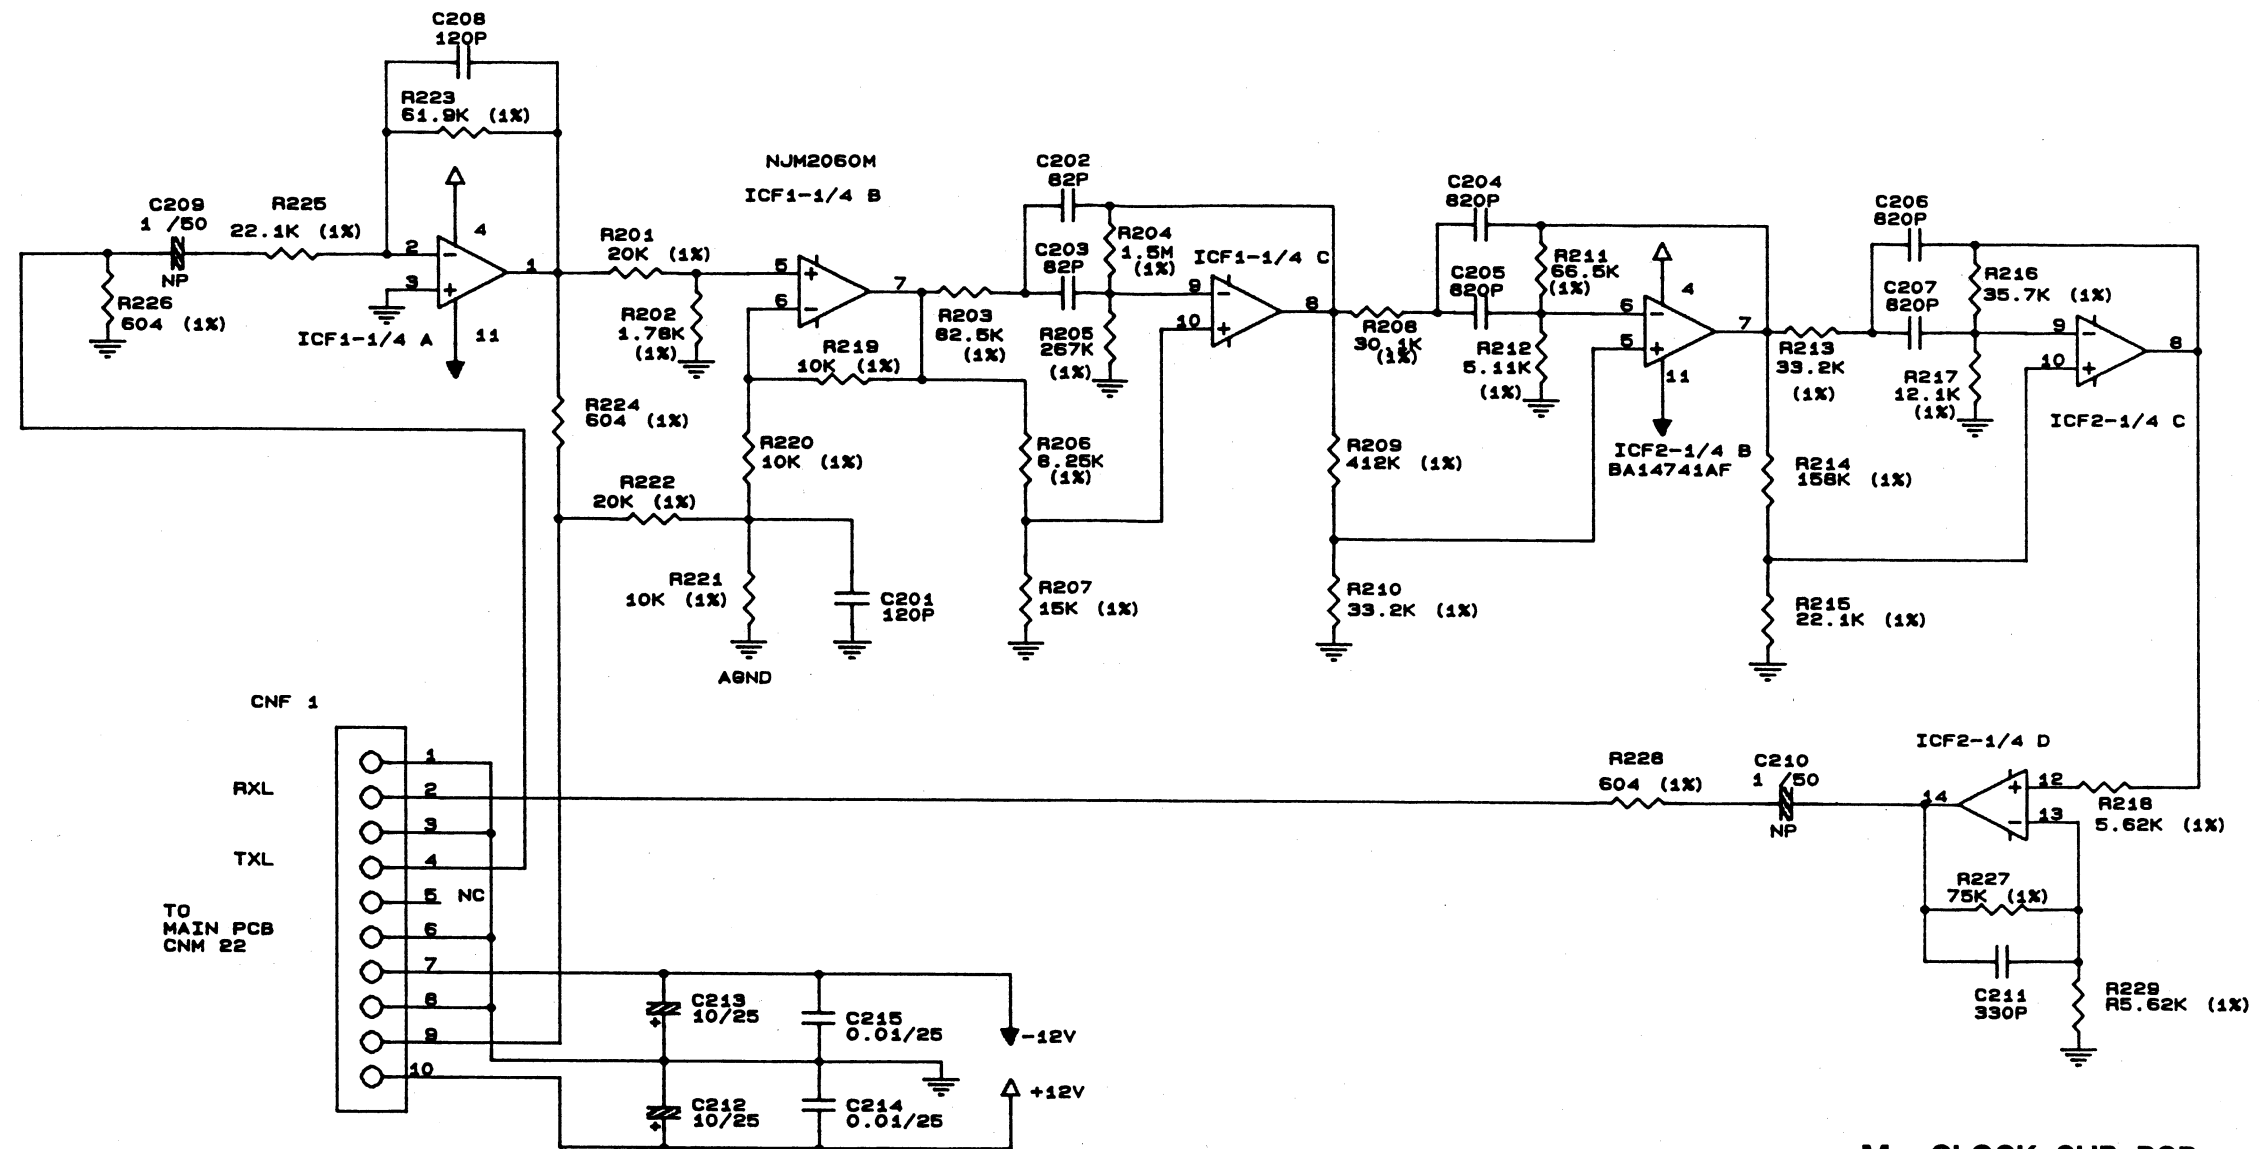 C208
120P
R223
61.9K (1%)
C209
1 /50
NP
R225
22.1K (1%)
R226
604 (1%)
2
3
4
1
11
ICF1-1/4 A
R201
20K (1%)
R202
1.78K
(1%)
R224
604 (1%)
R222
20K (1%)
NJM2060M
ICF1-1/4 B
5
6
7
R219
10K (1%)
R220
10K (1%)
R221
10K (1%)
AGND
C201
120P
R203
82.5K
(1%)
C202
82P
C203
82P
R204
1.5M
(1%)
R205
267K
(1%)
R206
8.25K
(1%)
R207
15K (1%)
ICF1-1/4 C
9
10
8
R208
30.1K
(1%)
R209
412K (1%)
R210
33.2K (1%)
C204
820P
C205
820P
R211
66.5K
(1%)
R212
5.11K
(1%)
6
5
4
7
11
ICF2-1/4 B
BA14741AF
R213
33.2K
(1%)
R214
158K (1%)
R215
22.1K (1%)
C206
820P
C207
820P
R216
35.7K (1%)
R217
12.1K
(1%)
9
10
8
ICF2-1/4 C
CNF 1
RXL
TXL
TO
MAIN PCB
CNM 22
1
2
3
4
5 NC
6
7
8
9
10
C213
10/25
C215
0.01/25
-12V
C212
10/25
C214
0.01/25
+12V
R228
604 (1%)
C210
1 /50
NP
ICF2-1/4 D
14
12
13
R218
5.62K (1%)
R227
75K (1%)
C211
330P
R229
R5.62K (1%)